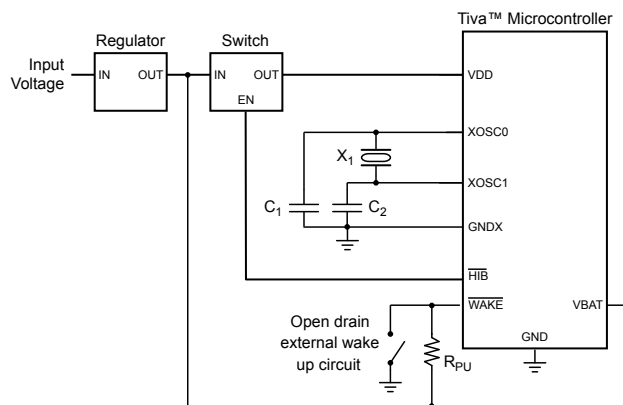 Tiva™ Microcontroller
Regulator
Switch
Input
Voltage
IN
OUT
IN
OUT
EN
VDD
XOSC0
X1
XOSC1
C1
C2
GNDX
HIB
WAKE
VBAT
Open drain
external wake
up circuit
RPU
GND